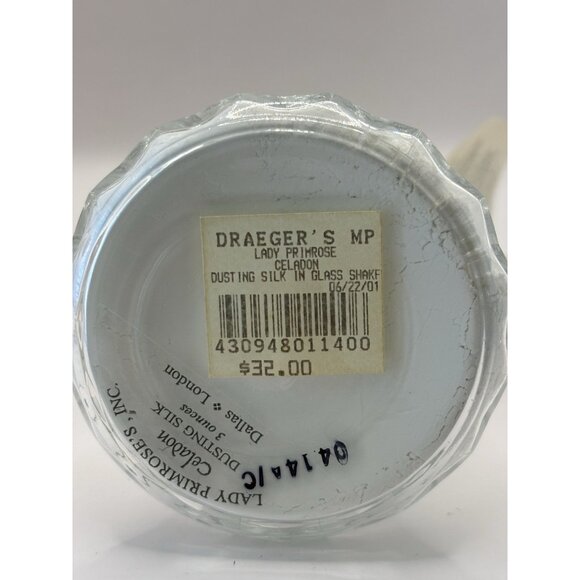 DRAEGER'S MP
LADY PRIMROSE
CELADON
DUSTING SILK IN GLASS SHAKE
06/22/01
430948011400
$32.00
LADY PRIMROSE'S, INC.
Celadon
DUSTING SILK
3 ounces
Dallas London
04144/C